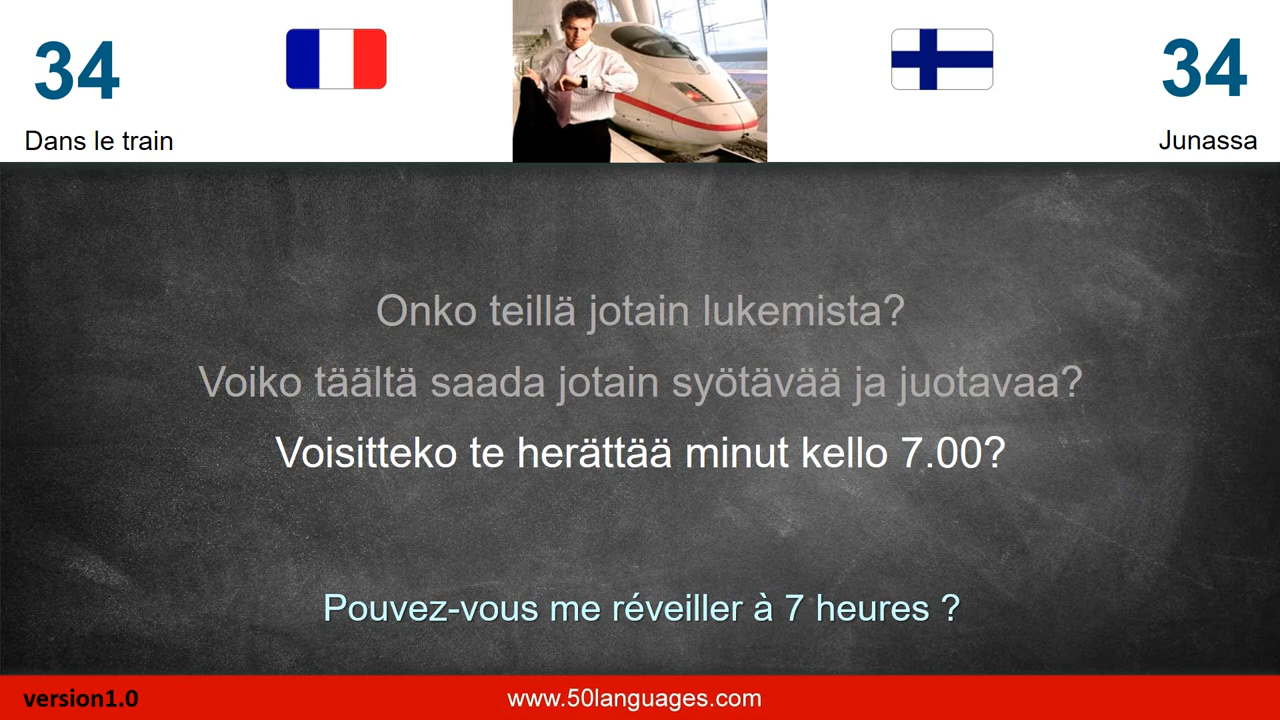 34
34
Dans le train
Junassa
Onko teillä jotain lukemista?
Voiko täältä saada jotain syötävää ja juotavaa?
Voisitteko te herättää minut kello 7.00?
Pouvez-vous me réveiller à 7 heures ?
version1.0
www.50languages.com